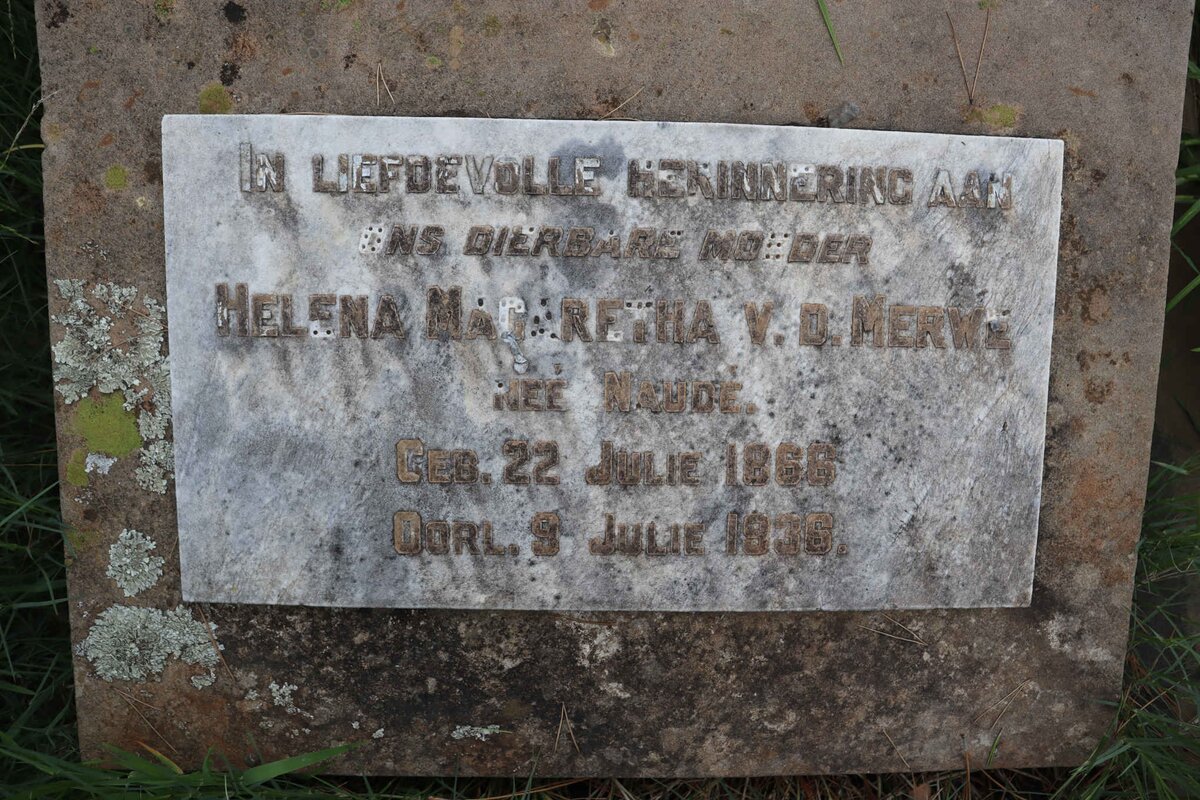 In liefdevolle herinnering aan
ons dierbare moeder
Helena Magaretha v.d. Merwe
neé Naudé.
Geb. 22 Julie 1866
Oorl. 9 Julie 1936.